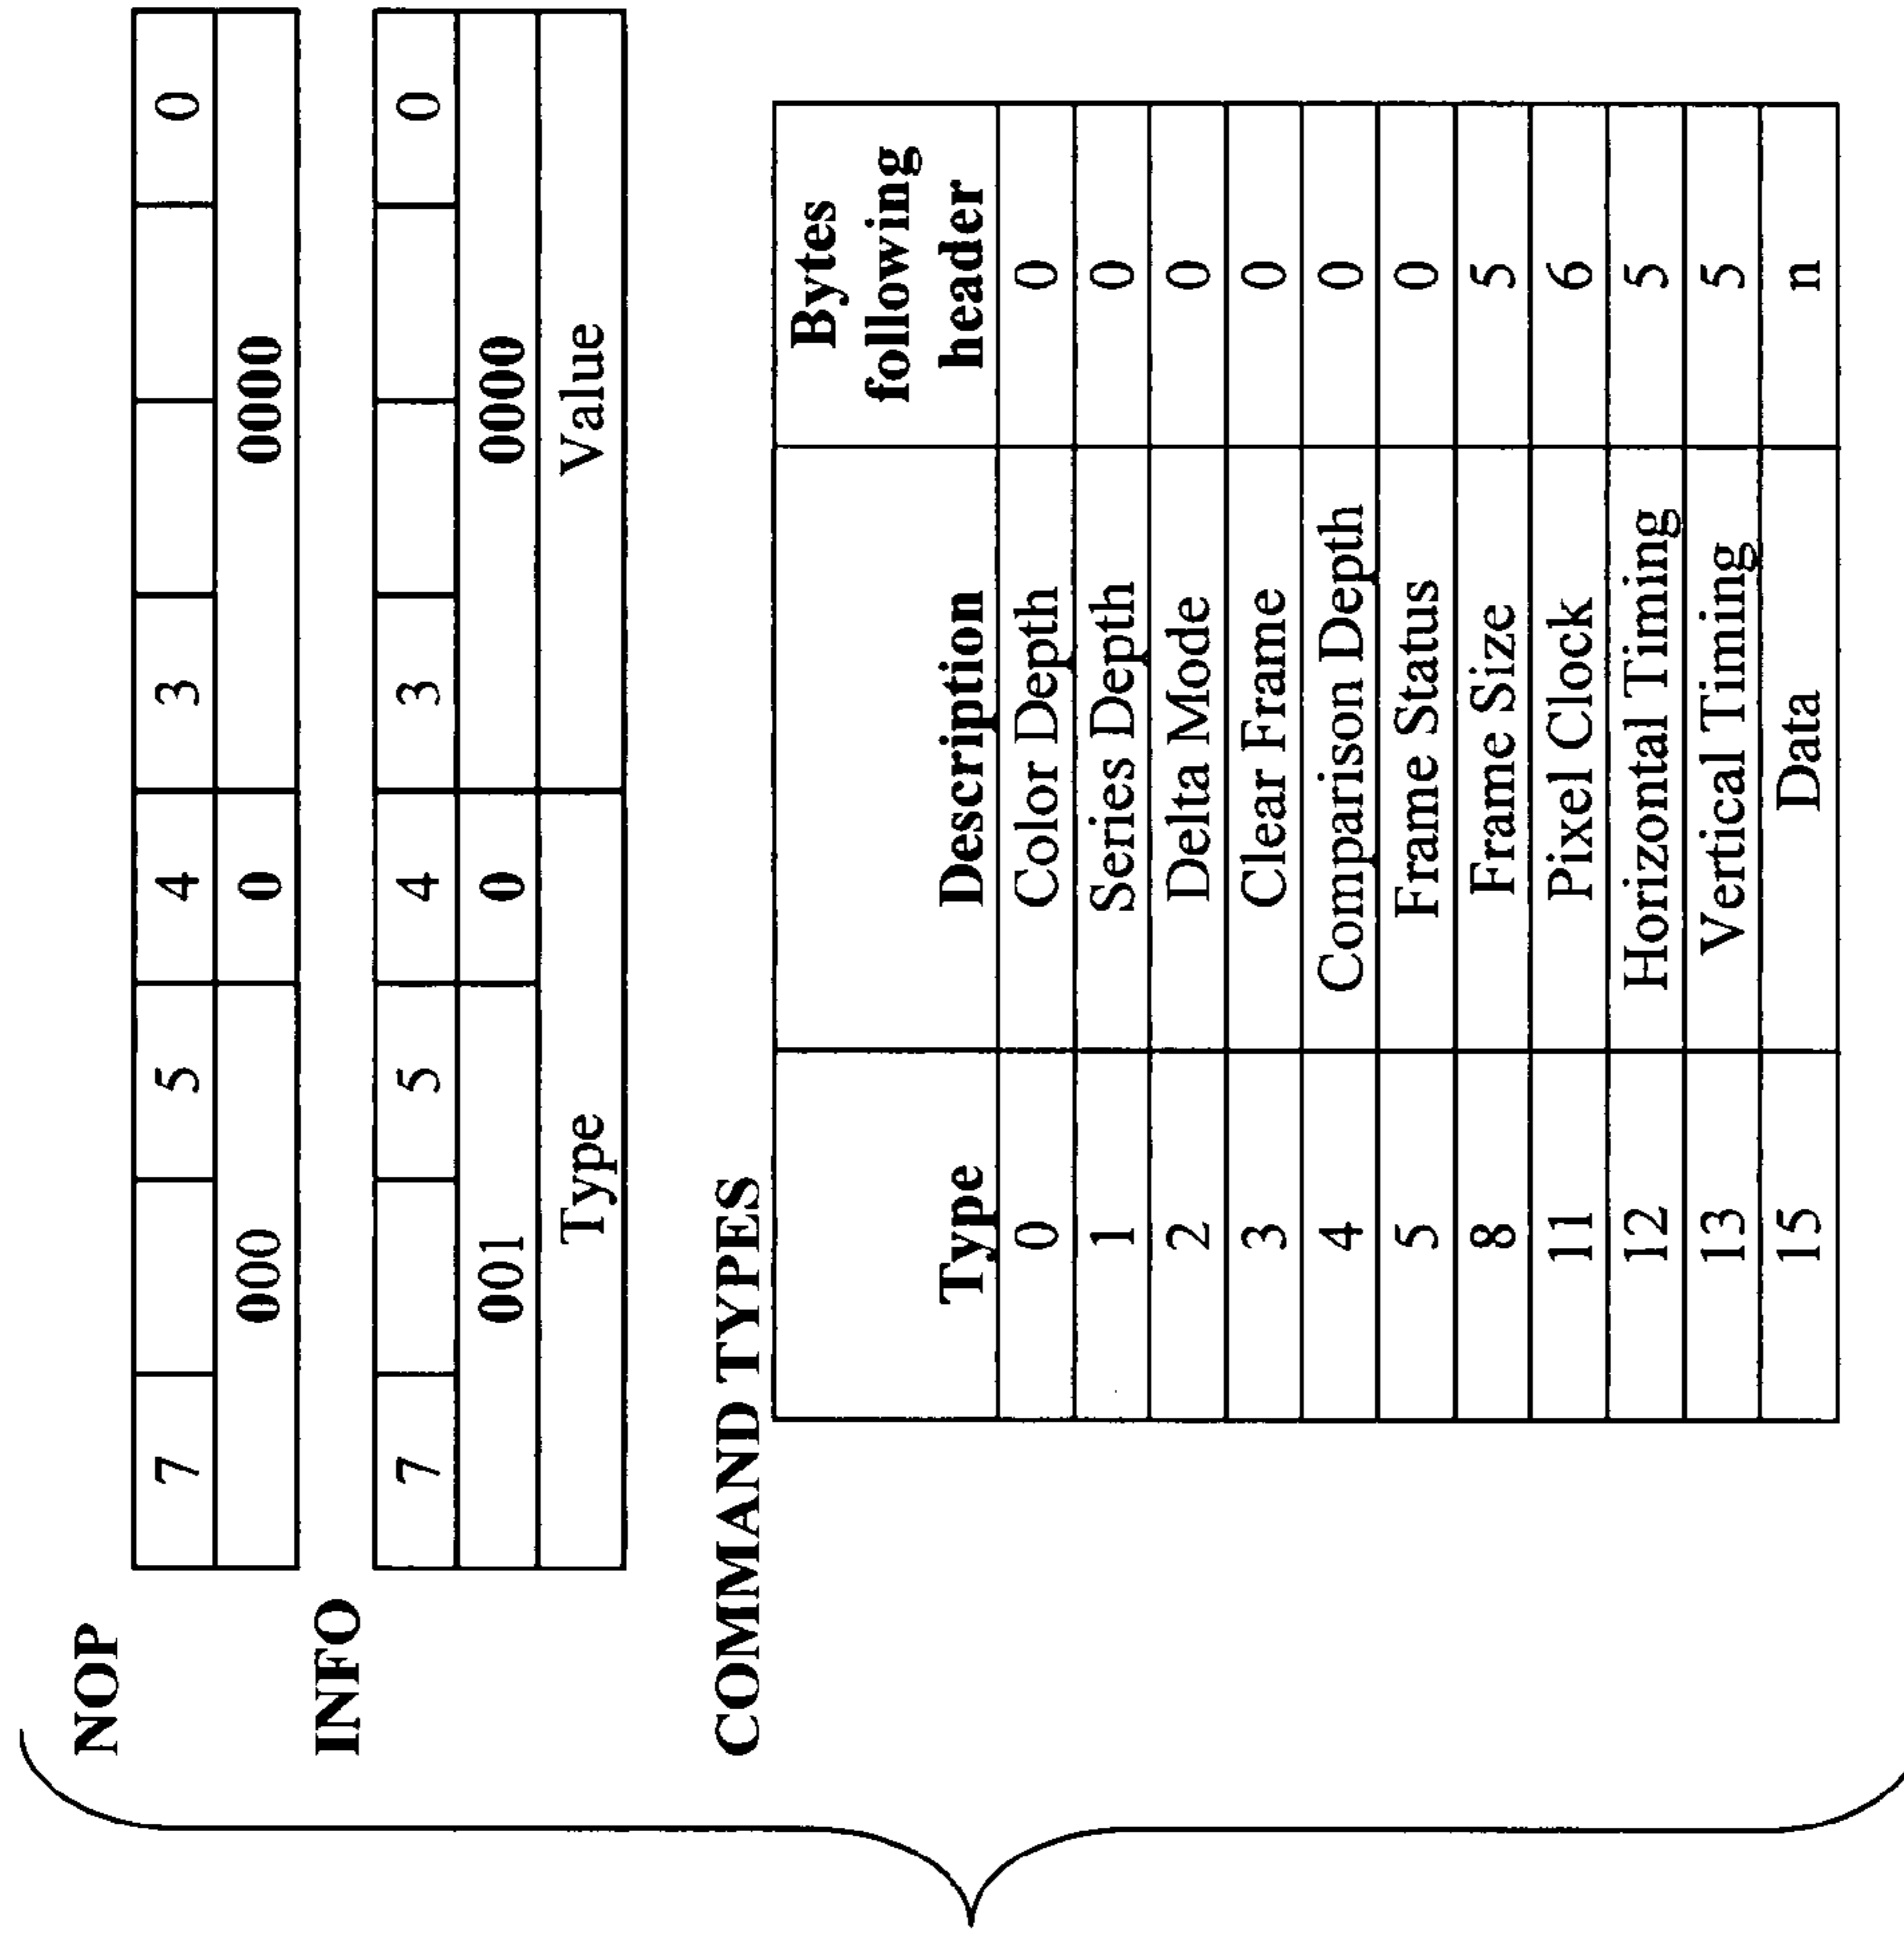 NOP
7 5 4 3 0
000 0 0000
INFO
7 5 4 3 0
001 0 0000
Type Value
COMMAND TYPES
Type Description Bytes
following
header
0 Color Depth 0
1 Series Depth 0
2 Delta Mode 0
3 Clear Frame 0
4 Comparison Depth 0
5 Frame Status 0
8 Frame Size 5
11 Pixel Clock 6
12 Horizontal Timing 5
13 Vertical Timing 5
15 Data n